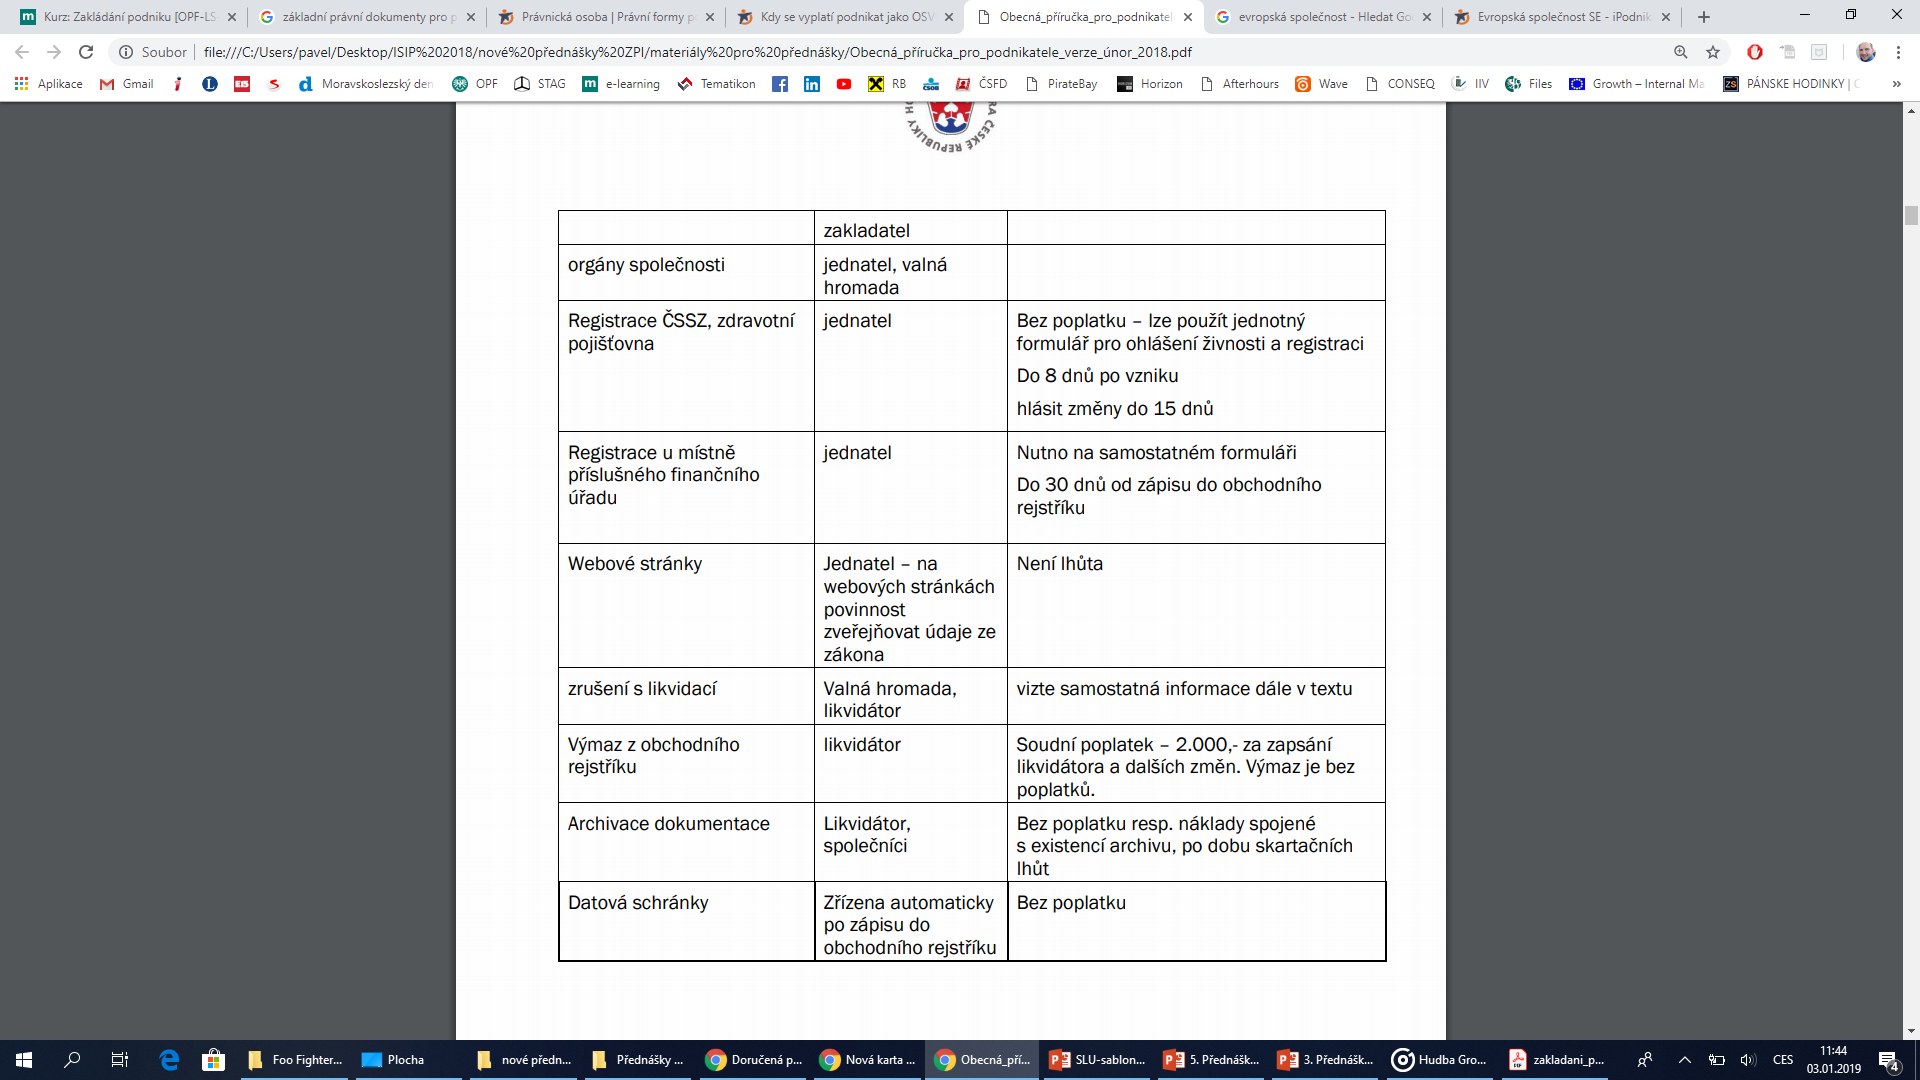 Kurz: Zakládání podniku [OPF-LS
základní právní dokumenty pro p
Právnická osoba | Právní formy p
Kdy se vyplatí podnikat jako OSV
Obecná_příručka_pro_podnikatele
evropská společnost - Hledat Goo
Evropská společnost SE - iPodnik
Soubor
file:///C:/Users/pavel/Desktop/ISIP%202018/nové%20přednášky%20ZPI/materiály%20pro%20přednášky/Obecná_příručka_pro_podnikatele_verze_únor_2018.pdf
Aplikace
Gmail
EIS
Moravskoslezský den
OPF
STAG
e-learning
Tematikon
RB
ČSFD
PirateBay
Horizon
Afterhours
Wave
CONSEQ
IIV
Files
Growth – Internal Ma
PÁNSKE HODINKY |
»
RA ČESKÉ REPUBLIKY HO
zakladatel
orgány společnosti
jednatel, valná
hromada
Registrace ČSSZ, zdravotní
pojišťovna
jednatel
Bez poplatku – lze použít jednotný
formulář pro ohlášení živnosti a registraci
Do 8 dnů po vzniku
hlásit změny do 15 dnů
Registrace u místně
příslušného finančního
úřadu
jednatel
Nutno na samostatném formuláři
Do 30 dnů od zápisu do obchodního
rejstříku
Webové stránky
Jednatel – na
webových stránkách
povinnost
zveřejňovat údaje ze
zákona
Není lhůta
zrušení s likvidací
Valná hromada,
likvidátor
vizte samostatná informace dále v textu
Výmaz z obchodního
rejstříku
likvidátor
Soudní poplatek – 2.000,- za zapsání
likvidátora a dalších změn. Výmaz je bez
poplatků.
Archivace dokumentace
Likvidátor,
společníci
Bez poplatku resp. náklady spojené
s existencí archivu, po dobu skartačních
lhůt
Datová schránky
Zřízena automaticky
po zápisu do
obchodního rejstříku
Bez poplatku
Foo Fighter...
Plocha
nové předn...
Přednášky ...
Doručená p...
Nová karta ...
Obecná_pří...
SLU-sablon...
5. Přednášk...
3. Přednášk...
Hudba Gro...
zakladani_p...
CES
11:44
03.01.2019
4